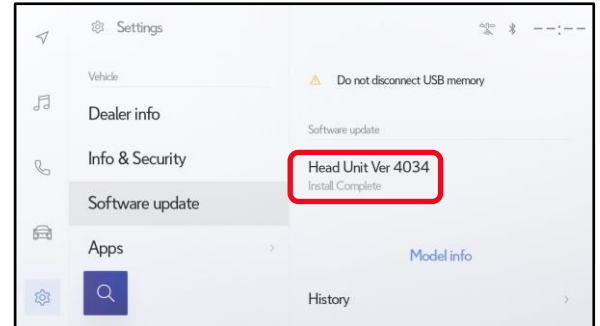 Settings
--:--
Vehicle
Dealer info
Info & Security
Software update
Apps
Do not disconnect USB memory
Software update
Head Unit Ver 4034
Install Complete
Model info
History